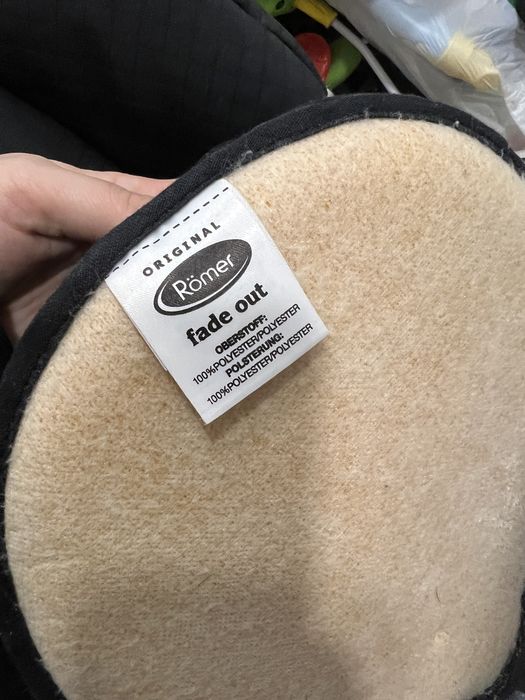 ORIGINAL
Römer
fade out
OBERSTOFF:
100%POLYESTER/POLYESTER
POLSTERUNG:
100%POLYESTER/POLYESTER